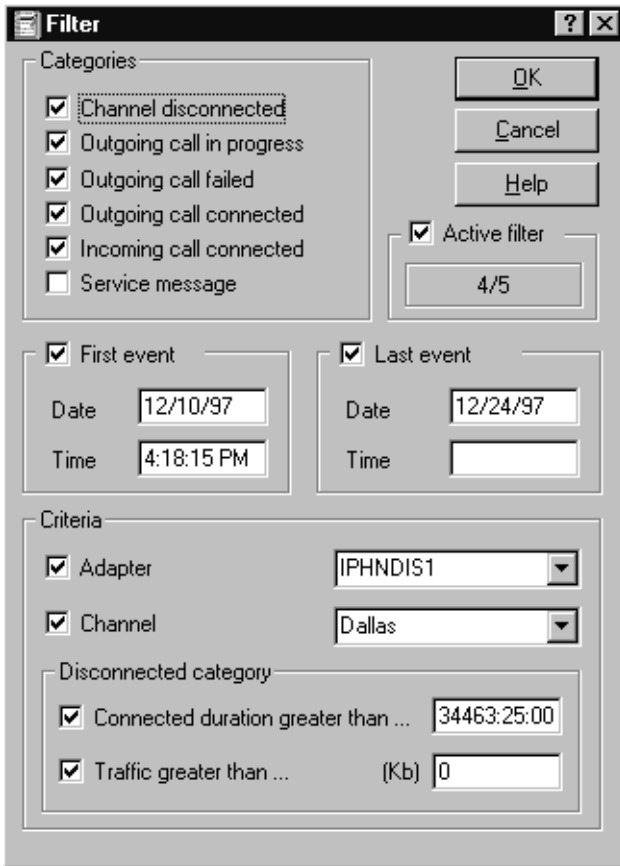 Filter
Categories
Channel disconnected
Outgoing call in progress
Outgoing call failed
Outgoing call connected
Incoming call connected
Service message
OK
Cancel
Help
Active filter
4/5
First event
Date 12/10/97
Time 4:18:15 PM
Last event
Date 12/24/97
Time
Criteria
Adapter IPHNDIS1
Channel Dallas
Disconnected category
Connected duration greater than ... 34463:25:00
Traffic greater than ... (Kb) 0